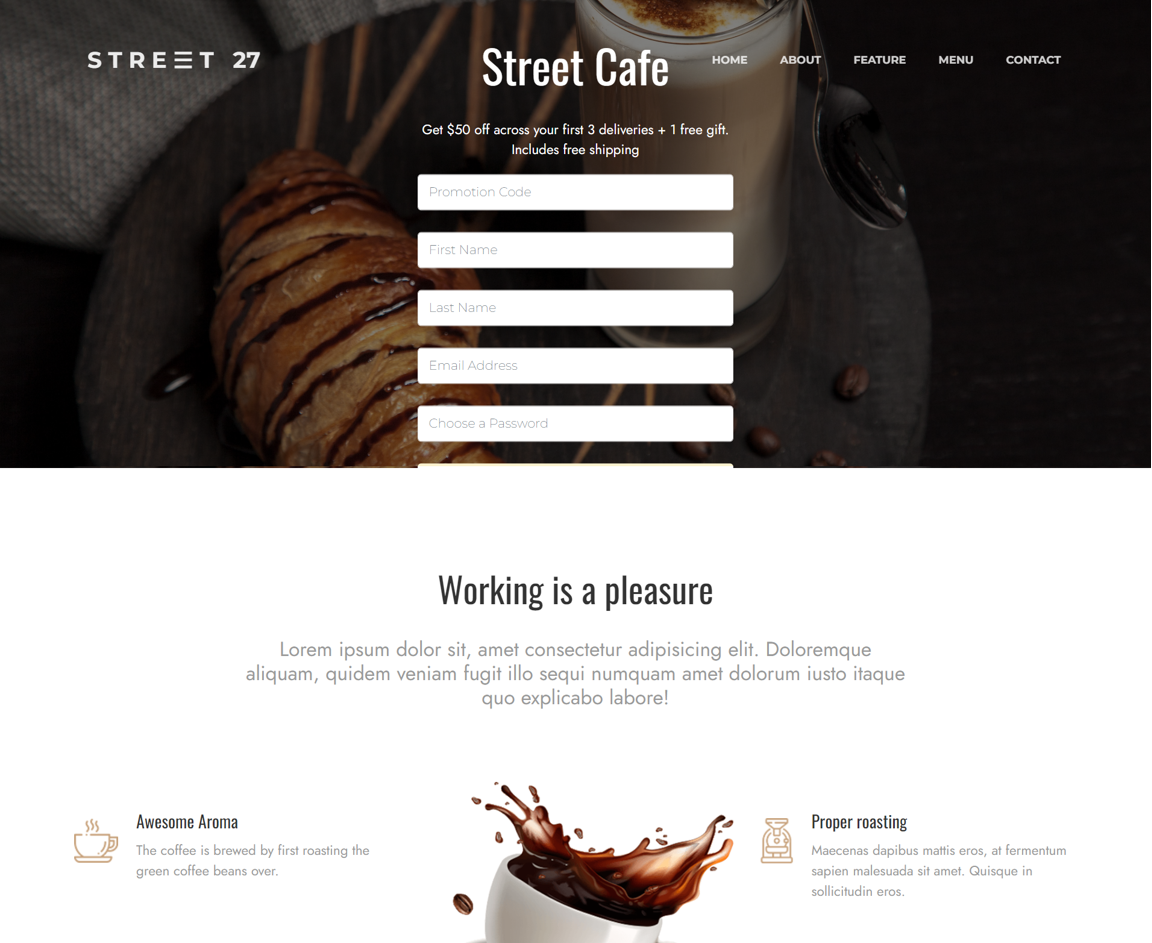 STREET 27
Street Cafe
HOME ABOUT FEATURE MENU CONTACT
Get $50 off across your first 3 deliveries + 1 free gift.
Includes free shipping
Promotion Code
First Name
Last Name
Email Address
Choose a Password
Working is a pleasure
Lorem ipsum dolor sit, amet consectetur adipisicing elit. Doloremque
aliquam, quidem veniam fugit illo sequi numquam amet dolorum iusto itaque
quo explicabo labore!
Awesome Aroma
The coffee is brewed by first roasting the
green coffee beans over.
Proper roasting
Maecenas dapibus mattis eros, at fermentum
sapien malesuada sit amet. Quisque in
sollicitudin eros.